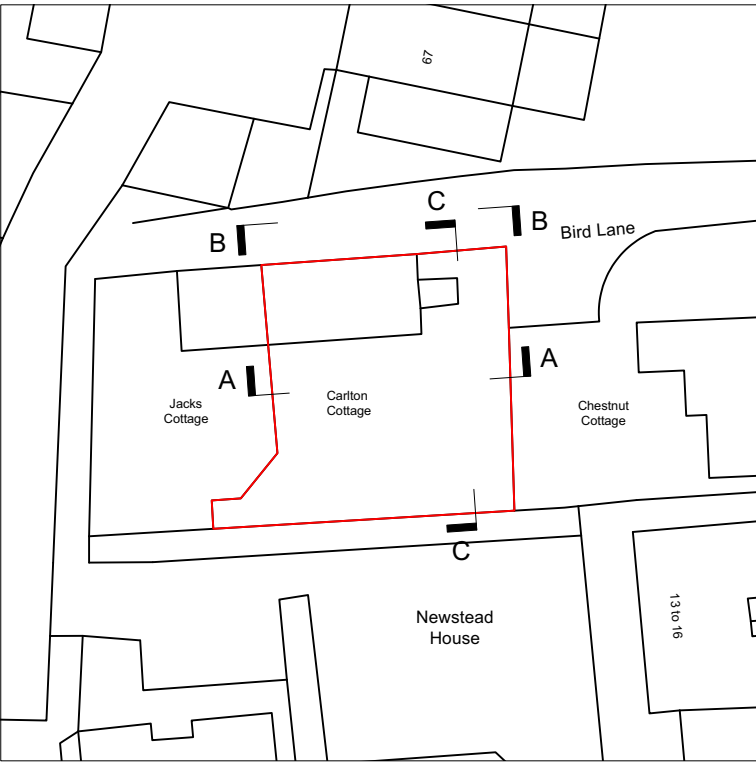 67
C
B
B
Bird Lane
A
A
Jacks
Cottage
Carlton
Cottage
Chestnut
Cottage
C
Newstead
House
13 to 16